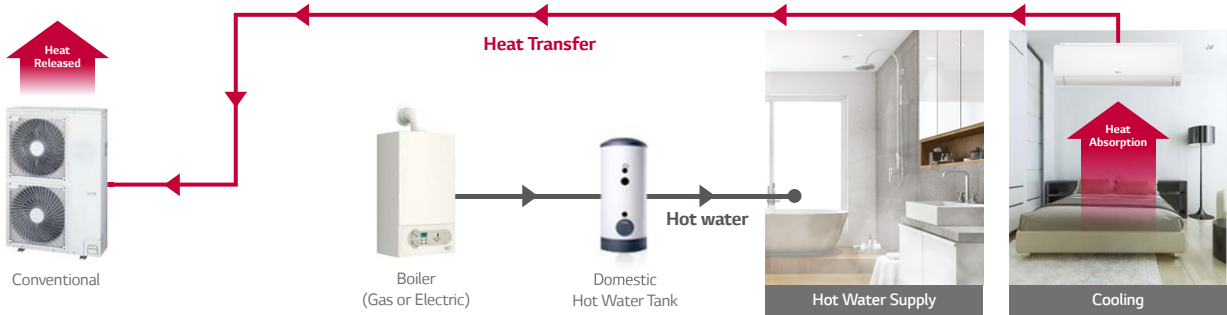 Heat
Released
Heat Transfer
Heat
Absorption
Hot water
Conventional
Boiler
(Gas or Electric)
Domestic
Hot Water Tank
Hot Water Supply
Cooling